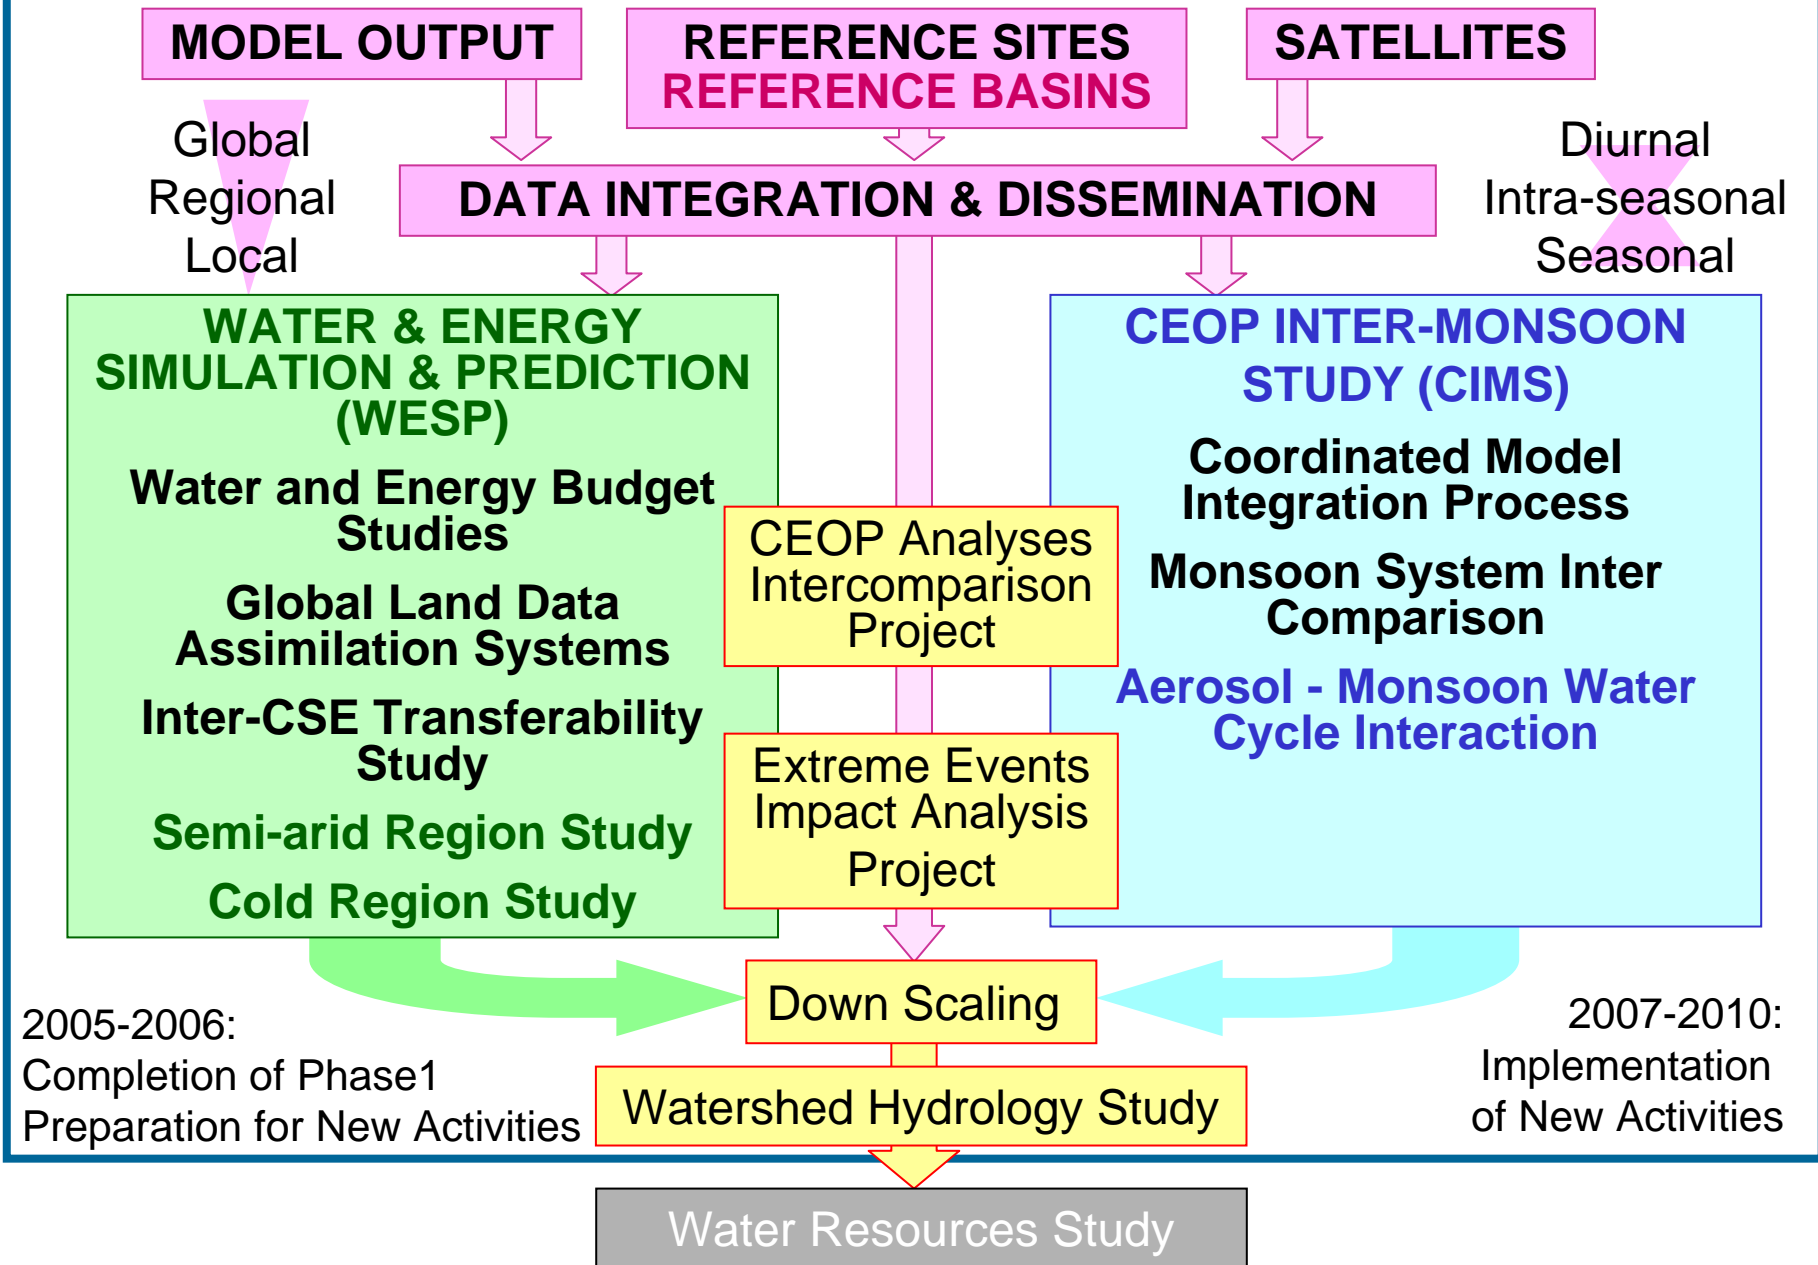 MODEL OUTPUT
REFERENCE SITES
REFERENCE BASINS
SATELLITES
Global
Regional
Local
Diurnal
Intra-seasonal
Seasonal
DATA INTEGRATION & DISSEMINATION
WATER & ENERGY
SIMULATION & PREDICTION
(WESP)
Water and Energy Budget
Studies
Global Land Data
Assimilation Systems
Inter-CSE Transferability
Study
Semi-arid Region Study
Cold Region Study
CEOP Analyses
Intercomparison
Project
Extreme Events
Impact Analysis
Project
CEOP INTER-MONSOON
STUDY (CIMS)
Coordinated Model
Integration Process
Monsoon System Inter
Comparison
Aerosol - Monsoon Water
Cycle Interaction
Down Scaling
2005-2006:
Completion of Phase1
Preparation for New Activities
2007-2010:
Implementation
of New Activities
Watershed Hydrology Study
Water Resources Study